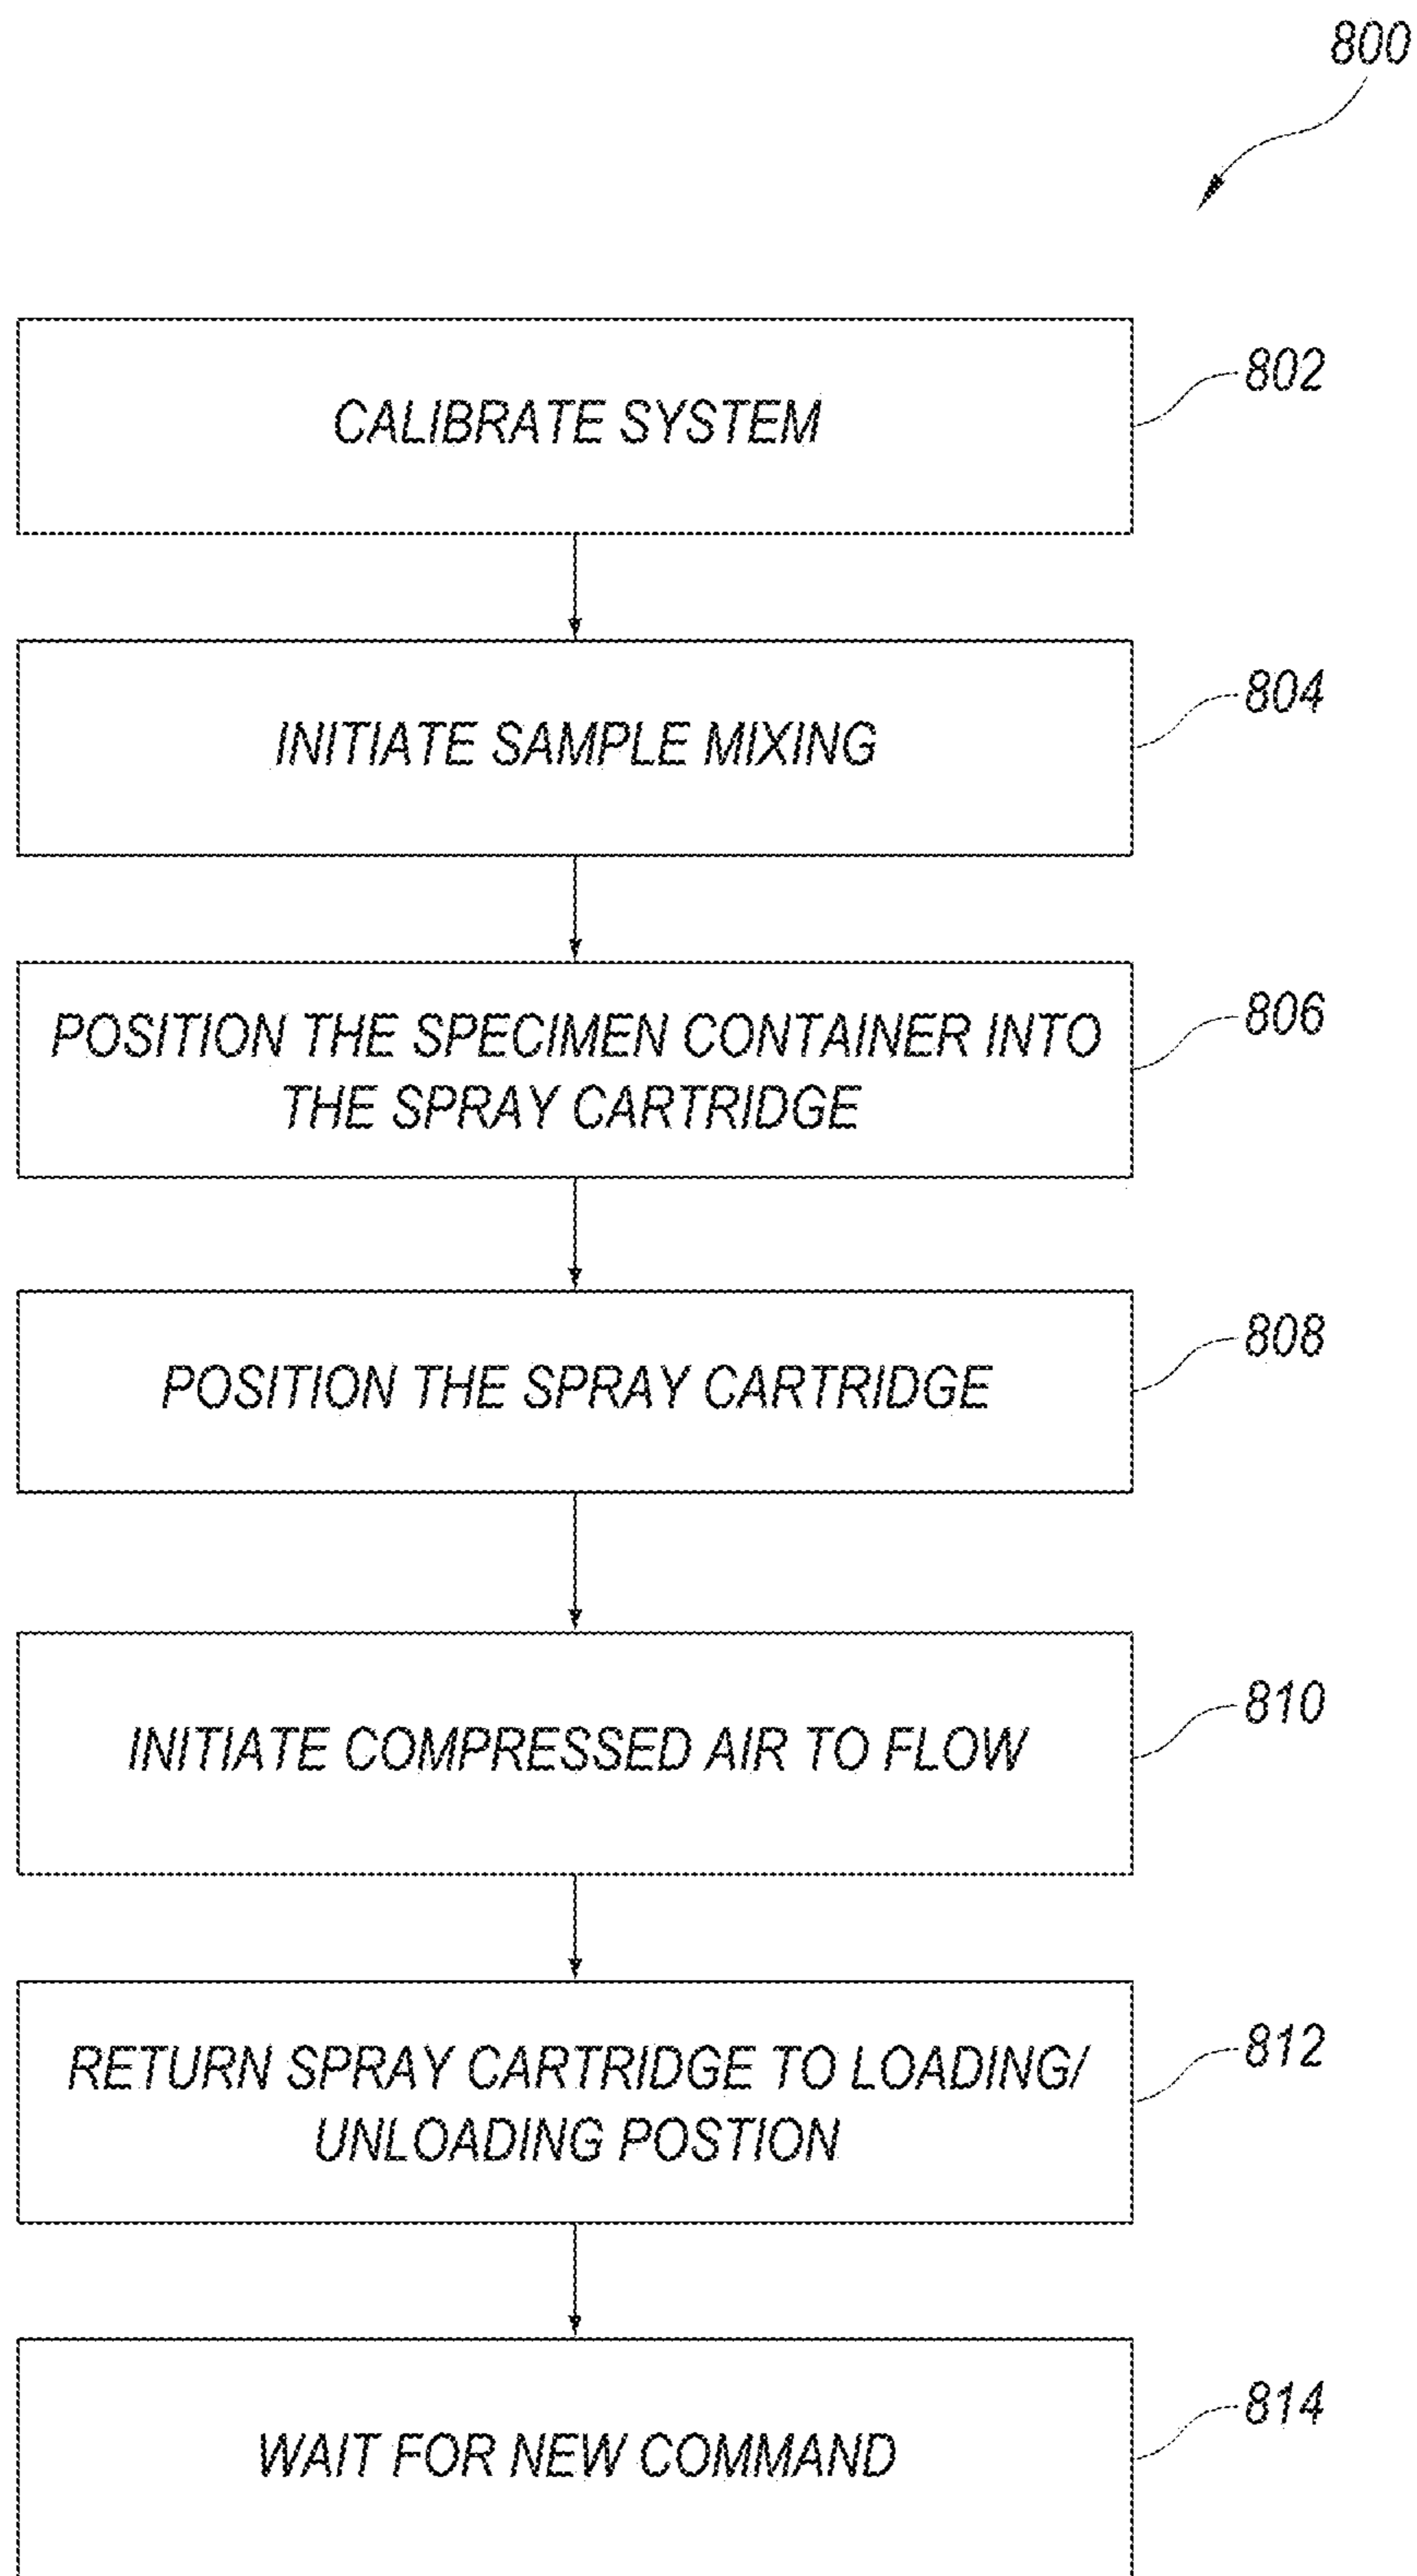 800
CALIBRATE SYSTEM
802
INITIATE SAMPLE MIXING
804
POSITION THE SPECIMEN CONTAINER INTO
THE SPRAY CARTRIDGE
806
POSITION THE SPRAY CARTRIDGE
808
INITIATE COMPRESSED AIR TO FLOW
810
RETURN SPRAY CARTRIDGE TO LOADING/
UNLOADING POSTION
812
WAIT FOR NEW COMMAND
814